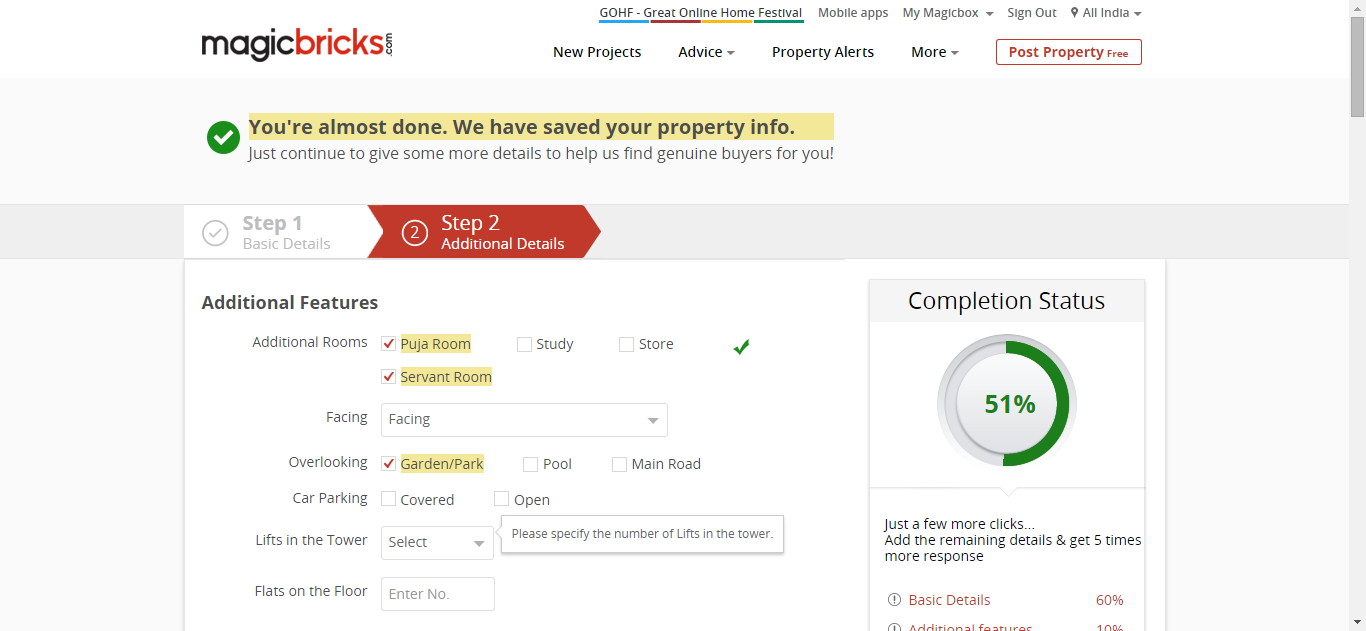 GOHF - Great Online Home Festival Mobile apps My Magicbox Sign Out All India
magicbricks.com
New Projects Advice Property Alerts More Post Property Free
You're almost done. We have saved your property info.
Just continue to give some more details to help us find genuine buyers for you!
Step 1
Basic Details
2
Step 2
Additional Details
Additional Features
Additional Rooms Puja Room Study Store
Servant Room
Facing Facing
Overlooking Garden/Park Pool Main Road
Car Parking Covered Open
Lifts in the Tower Select Please specify the number of Lifts in the tower.
Flats on the Floor Enter No.
Completion Status
51%
Just a few more clicks...
Add the remaining details & get 5 times
more response
Basic Details 60%
Additional features 10%